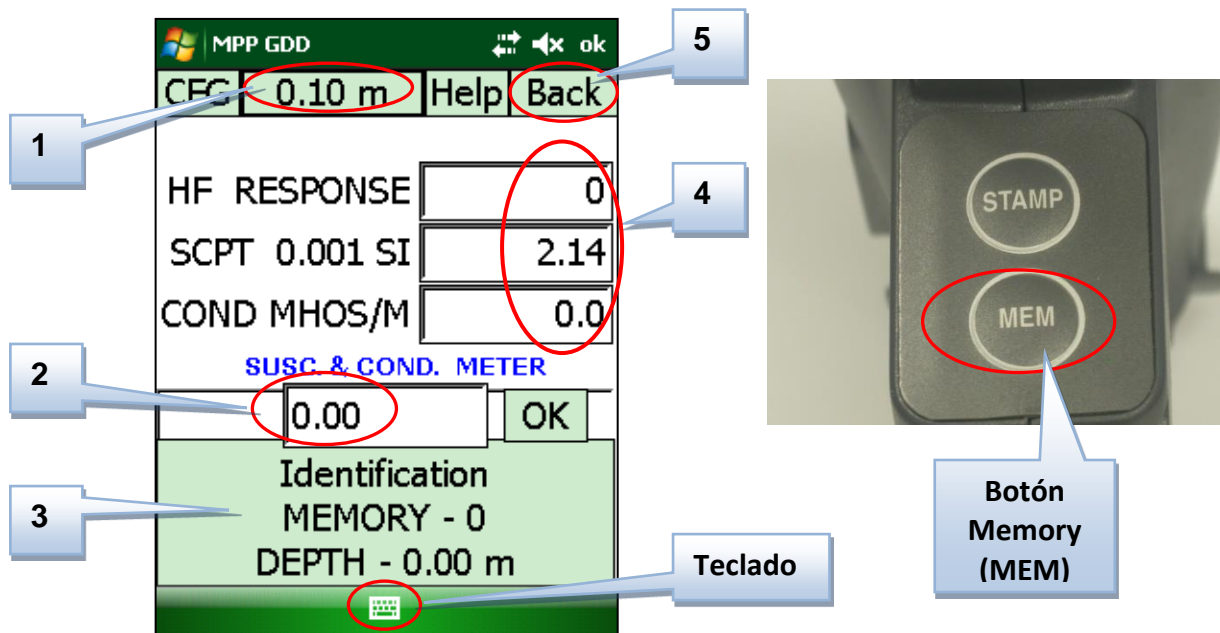 MPP GDD ok
CFG 0.10 m Help Back
5
1
HF RESPONSE 0
4
SCPT 0.001 SI 2.14
COND MHOS/M 0.0
SUSC. & COND. METER
2
0.00 OK
Identification
3
MEMORY - 0
DEPTH - 0.00 m
Teclado
STAMP
MEM
Botón
Memory
(MEM)